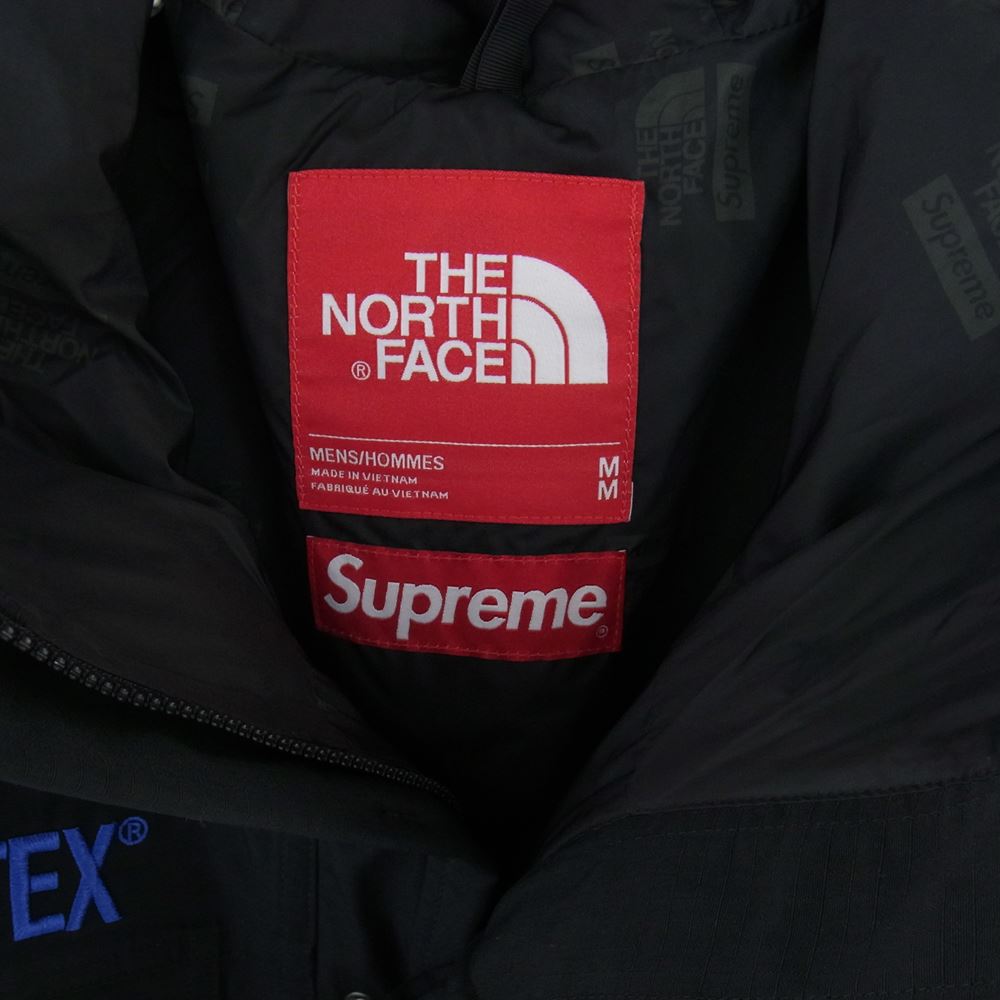 THE
NORTH
FACE
Supreme
Supreme
THE
NORTH
® FACE
MENS/HOMMES M
MADE IN VIETNAM
FABRIQUÉ AU VIETNAM M
Supreme®
TEX®